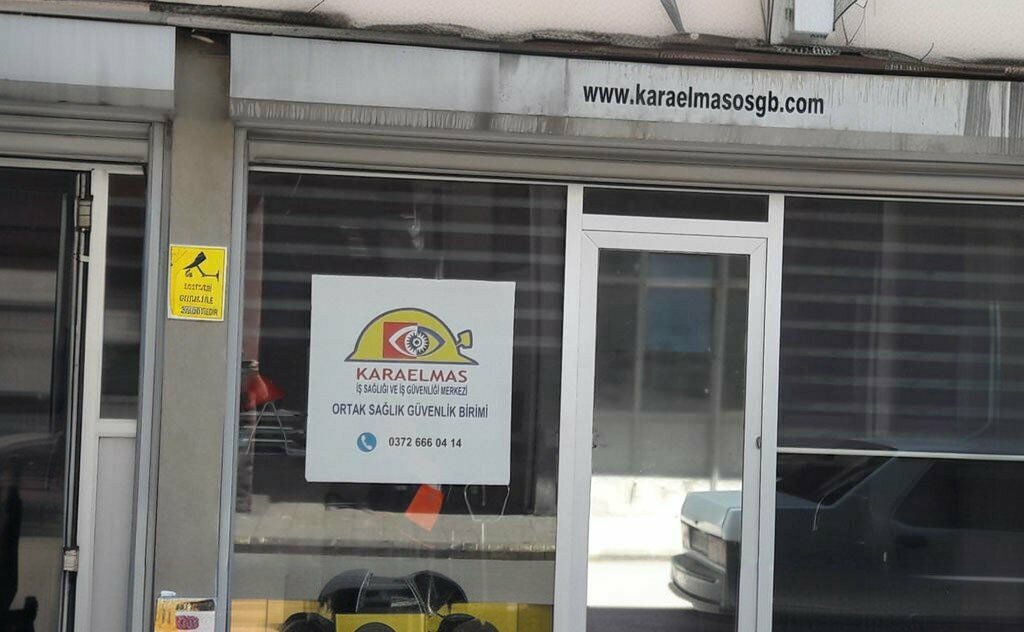 www.karaelmasosgb.com
KARAELMAS
İŞ SAĞLIĞI VE İŞ GÜVENLİĞİ MERKEZİ
ORTAK SAĞLIK GÜVENLİK BİRİMİ
0372 666 04 14